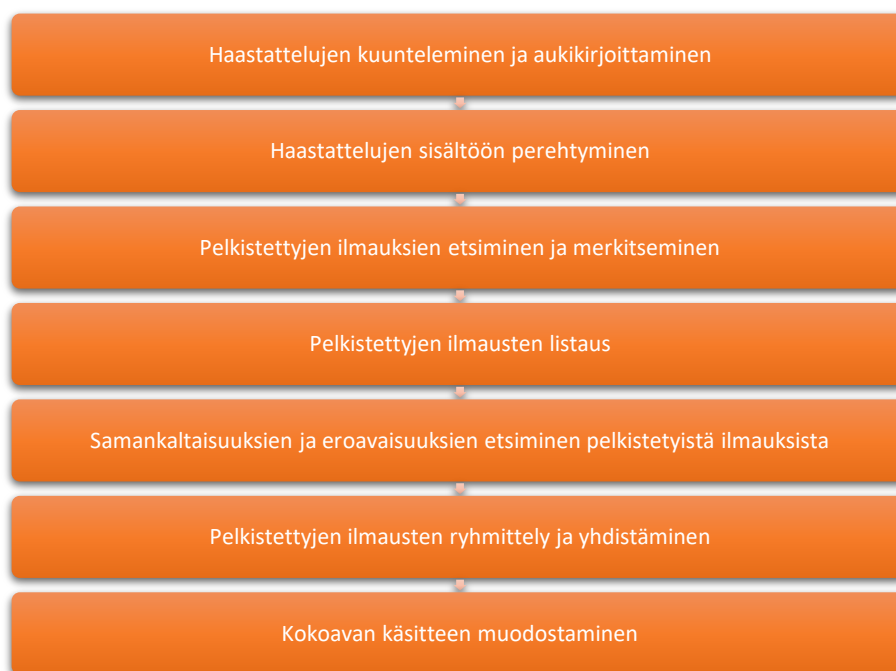 Haastattelujen kuunteleminen ja aukikirjoittaminen
Haastattelujen sisältöön perehtyminen
Pelkistettyjen ilmauksien etsiminen ja merkitseminen
Pelkistettyjen ilmausten listaus
Samankaltaisuuksien ja eroavaisuuksien etsiminen pelkistetyistä ilmauksista
Pelkistettyjen ilmausten ryhmittely ja yhdistäminen
Kokoavan käsitteen muodostaminen